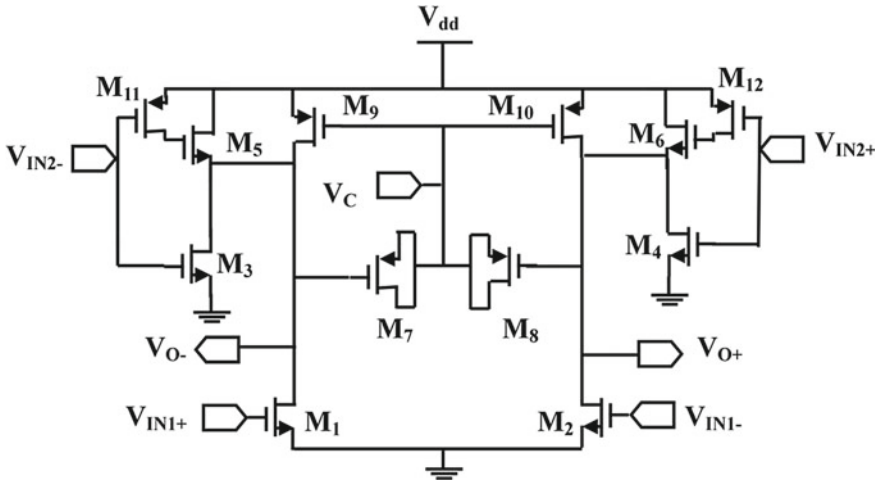 Vdd
M11
M9
M10
M12
VIN2-
M5
M6
VIN2+
VC
M3
M4
M7
M8
VO-
VO+
VIN1+
M1
M2
VIN1-